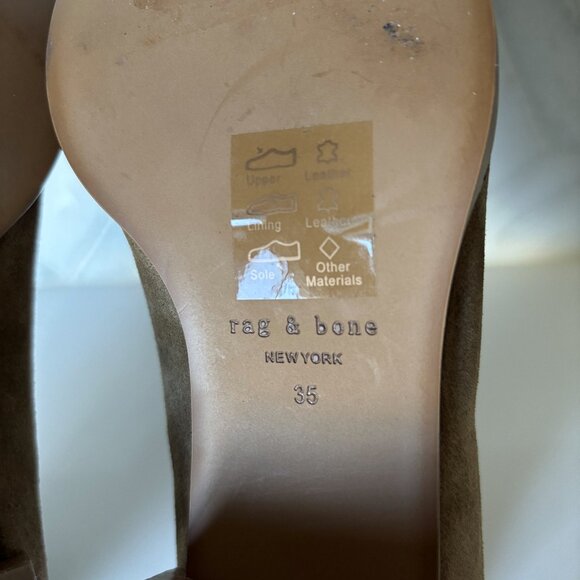 Upper Leather
Lining Leather
Sole Other
Materials
rag & bone
NEW YORK
35